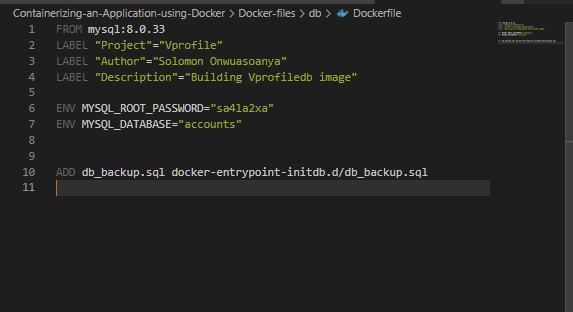 Containerizing-an-Application-using-Docker > Docker-files > db > Dockerfile
1 FROM mysql:8.0.33
2 LABEL "Project"="Vprofile"
3 LABEL "Author"="Solomon Onwuasoanya"
4 LABEL "Description"="Building Vprofiledb image"
5
6 ENV MYSQL_ROOT_PASSWORD="sa4la2xa"
7 ENV MYSQL_DATABASE="accounts"
8
9
10 ADD db_backup.sql docker-entrypoint-initdb.d/db_backup.sql
11